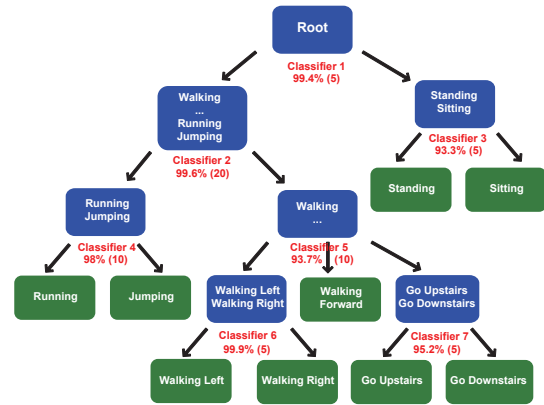 Root
Classifier 1
99.4% (5)
Walking
...
Running
Jumping
Standing
Sitting
Classifier 2
99.6% (20)
Classifier 3
93.3% (5)
Standing
Sitting
Running
Jumping
Walking
...
Classifier 4
98% (10)
Classifier 5
93.7% (10)
Running
Jumping
Walking Left
Walking Right
Walking
Forward
Go Upstairs
Go Downstairs
Classifier 6
99.9% (5)
Classifier 7
95.2% (5)
Walking Left
Walking Right
Go Upstairs
Go Downstairs